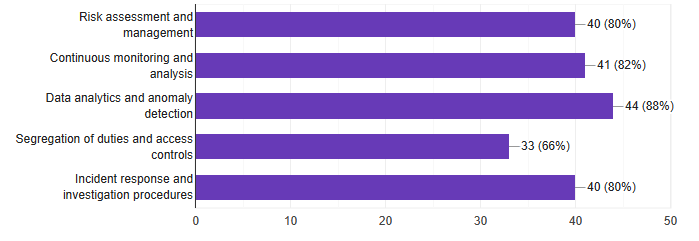 Risk assessment and
management
40 (80%)
Continuous monitoring and
analysis
41 (82%)
Data analytics and anomaly
detection
44 (88%)
Segregation of duties and access
controls
33 (66%)
Incident response and
investigation procedures
40 (80%)
0 10 20 30 40 50